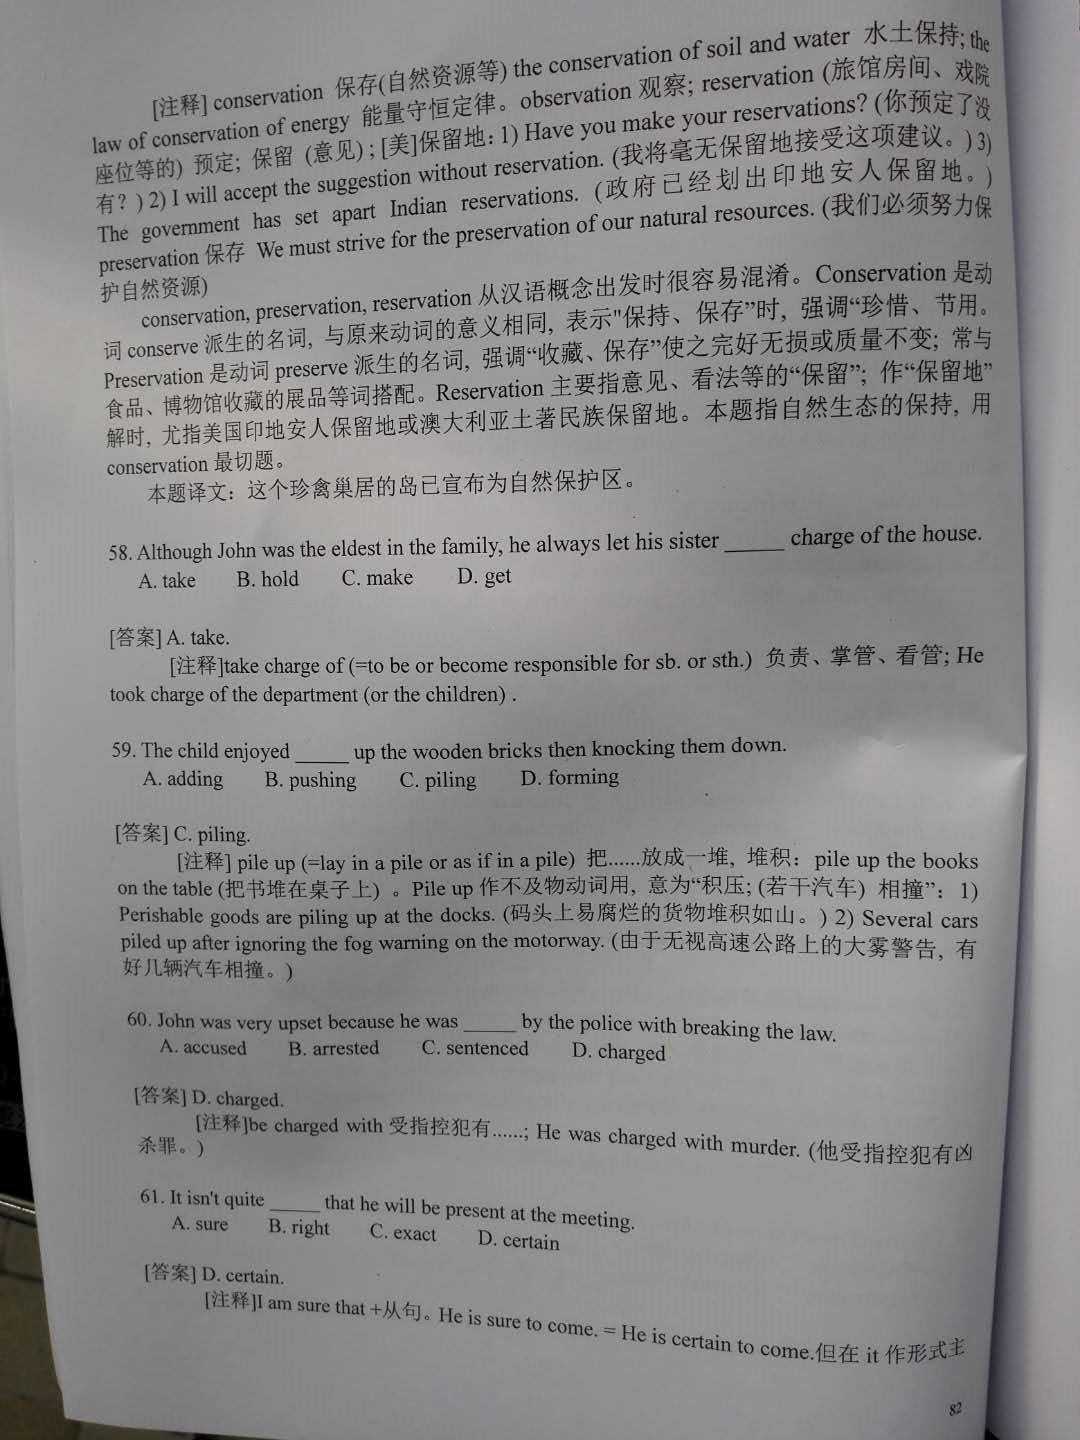 [注释] conservation 保存(自然资源等) the conservation of soil and water 水土保持; the
law of conservation of energy 能量守恒定律。observation 观察; reservation (旅馆房间、戏院
座位等的) 预定; 保留 (意见) ; [美]保留地: 1) Have you make your reservations? (你预定了没
有? ) 2) I will accept the suggestion without reservation. (我将毫无保留地接受这项建议。) 3)
The government has set apart Indian reservations. (政府已经划出印地安人保留地。)
preservation 保存 We must strive for the preservation of our natural resources. (我们必须努力保
护自然资源)
conservation, preservation, reservation 从汉语概念出发时很容易混淆。Conservation 是动
词 conserve 派生的名词, 与原来动词的意义相同, 表示"保持、保存”时, 强调“珍惜、节用。
Preservation 是动词 preserve 派生的名词, 强调“收藏、保存”使之完好无损或质量不变; 常与
食品、博物馆收藏的展品等词搭配。Reservation 主要指意见、看法等的“保留”; 作“保留地”
解时, 尤指美国印地安人保留地或澳大利亚土著民族保留地。本题指自然生态的保持, 用
conservation 最切题。
本题译文: 这个珍禽巢居的岛已宣布为自然保护区。
58. Although John was the eldest in the family, he always let his sister _____ charge of the house.
A. take B. hold C. make D. get
[答案] A. take.
[注释]take charge of (=to be or become responsible for sb. or sth.) 负责、掌管、看管; He
took charge of the department (or the children) .
59. The child enjoyed _____ up the wooden bricks then knocking them down.
A. adding B. pushing C. piling D. forming
[答案] C. piling.
[注释] pile up (=lay in a pile or as if in a pile) 把......放成一堆, 堆积: pile up the books
on the table (把书堆在桌子上) 。Pile up 作不及物动词用, 意为“积压; (若干汽车) 相撞”: 1)
Perishable goods are piling up at the docks. (码头上易腐烂的货物堆积如山。) 2) Several cars
piled up after ignoring the fog warning on the motorway. (由于无视高速公路上的大雾警告, 有
好几辆汽车相撞。)
60. John was very upset because he was _____ by the police with breaking the law.
A. accused B. arrested C. sentenced D. charged
[答案] D. charged.
[注释]be charged with 受指控犯有......; He was charged with murder. (他受指控犯有凶
杀罪。)
61. It isn't quite _____ that he will be present at the meeting.
A. sure B. right C. exact D. certain
[答案] D. certain.
[注释]I am sure that +从句。He is sure to come. = He is certain to come.但在 it 作形式主
82